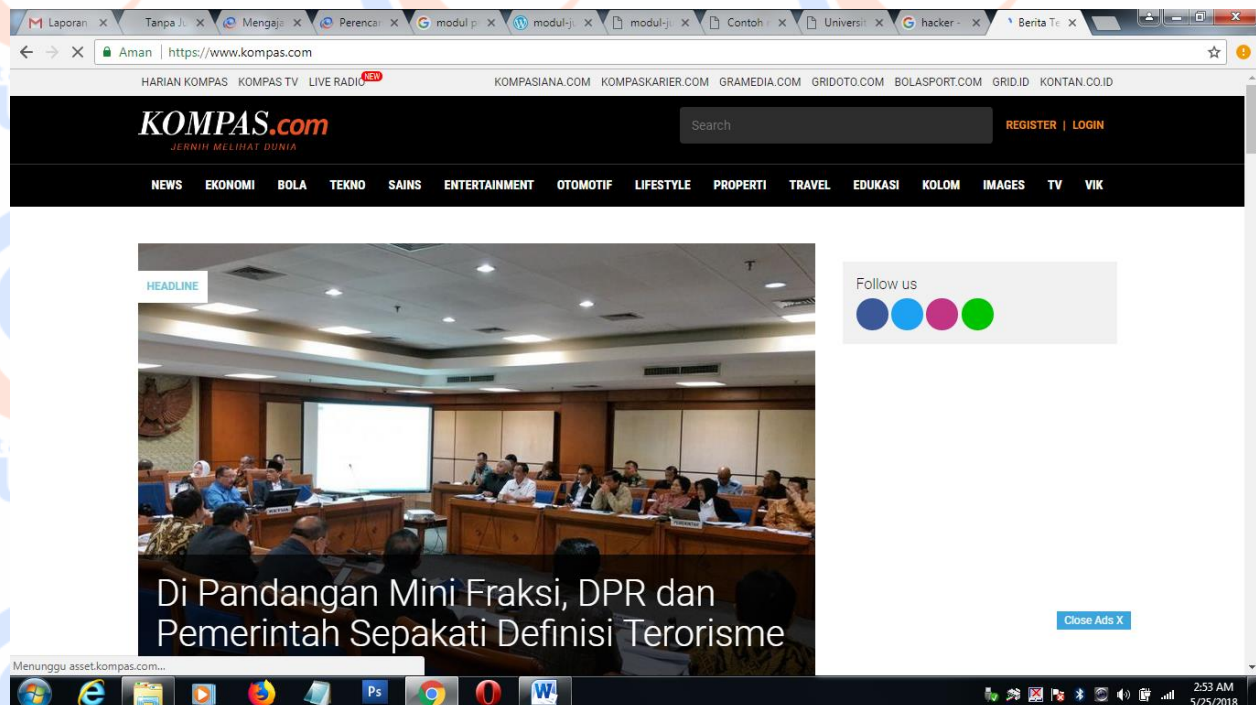 Laporan
Tanpa Ju
Mengaja
Perencar
modul p
modul-ju
modul-ju
Contoh r
Universit
hacker -
Berita Te
Aman | https://www.kompas.com
HARIAN KOMPAS KOMPAS TV LIVE RADIO NEW KOMPASIANA.COM KOMPASKARIER.COM GRAMEDIA.COM GRIDOTO.COM BOLASPORT.COM GRID.ID KONTAN.CO.ID
KOMPAS.com
JERNIH MELIHAT DUNIA
Search
REGISTER | LOGIN
NEWS EKONOMI BOLA TEKNO SAINS ENTERTAINMENT OTOMOTIF LIFESTYLE PROPERTI TRAVEL EDUKASI KOLOM IMAGES TV VIK
HEADLINE
Follow us
PEMERINTAH
Di Pandangan Mini Fraksi, DPR dan
Pemerintah Sepakati Definisi Terorisme
Close Ads X
Menunggu asset.kompas.com...
Ps
2:53 AM
5/25/2018